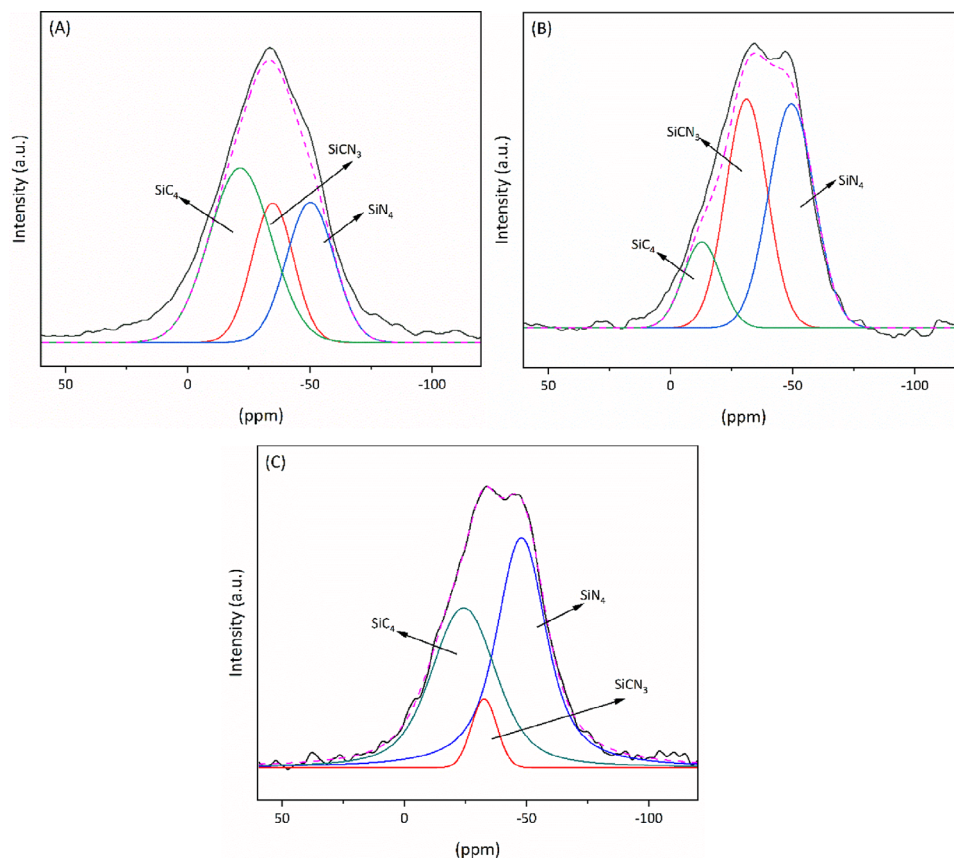 (A)
Intensity (a.u.)
SiC₄
SiCN₃
SiN₄
50
0
-50
-100
(ppm)
(B)
Intensity (a.u.)
SiCN₃
SiN₄
SiC₄
50
0
-50
-100
(ppm)
(C)
Intensity (a.u.)
SiC₄
SiN₄
SiCN₃
50
0
-50
-100
(ppm)